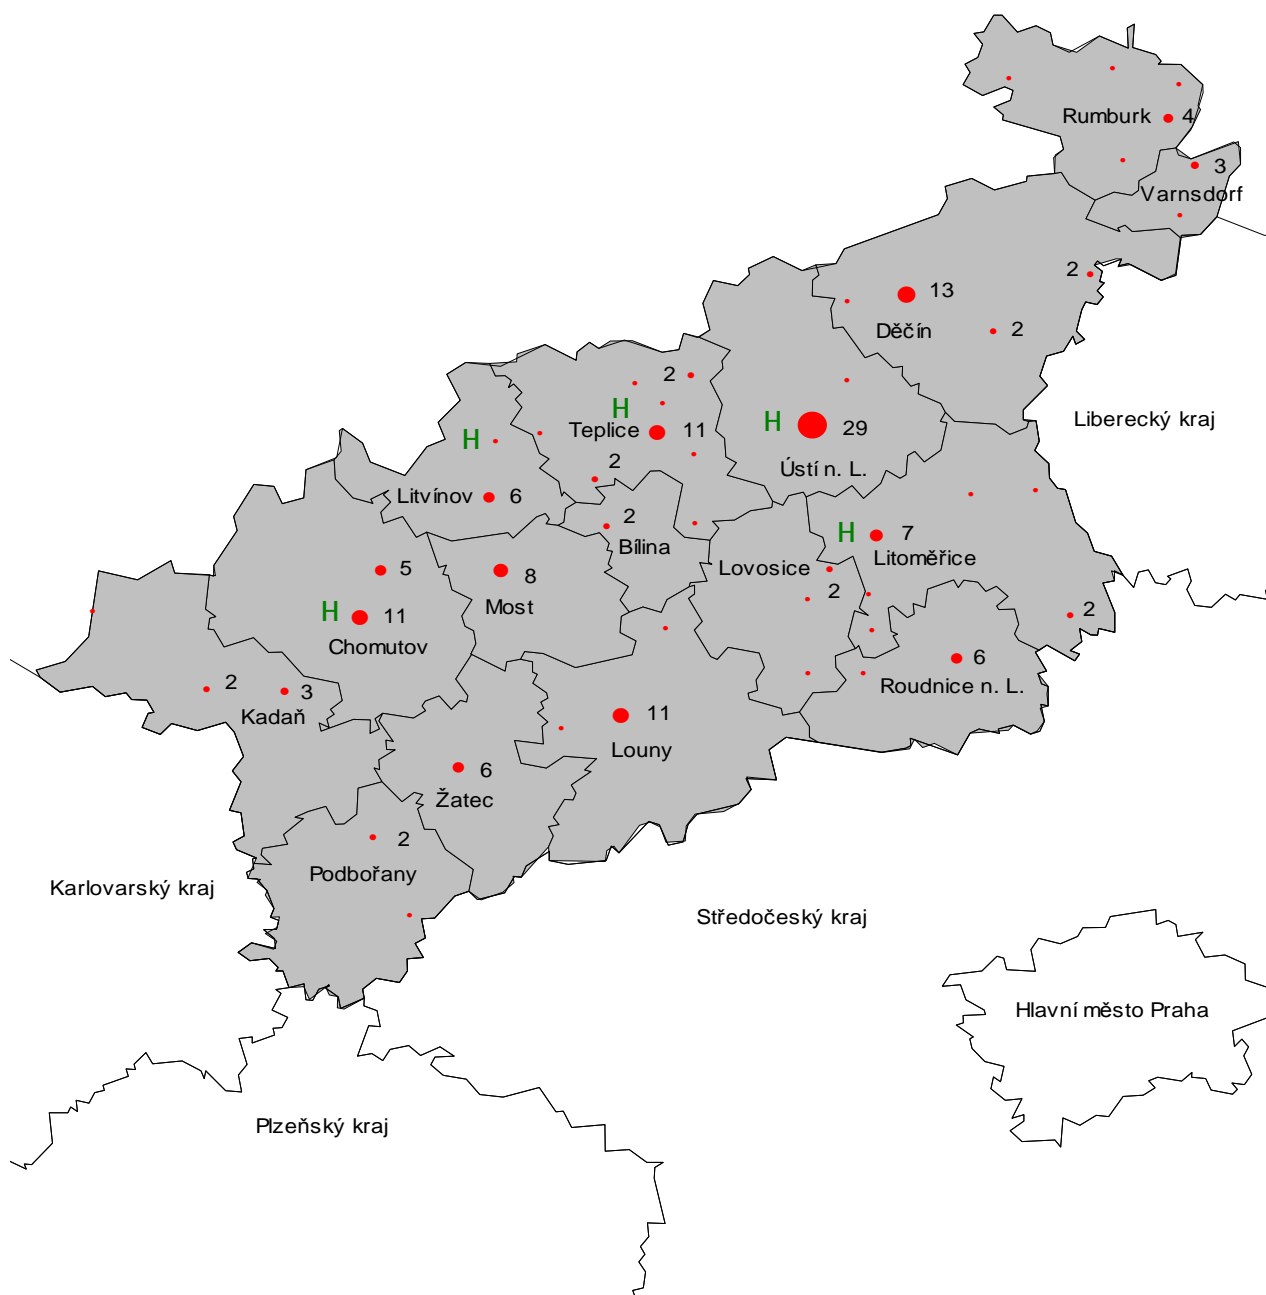 Rumburk 4
3
Varnsdorf
2
13
Děčín
2
2
H
Teplice 11
H
29
Ústí n. L.
Liberecký kraj
H
2
Litvínov 6
2
Bílina
H
7
Litoměřice
Lovosice
2
5
8
Most
H
11
Chomutov
2
6
Roudnice n. L.
2
3
Kadaň
11
Louny
6
Žatec
2
Podbořany
Karlovarský kraj
Středočeský kraj
Hlavní město Praha
Plzeňský kraj